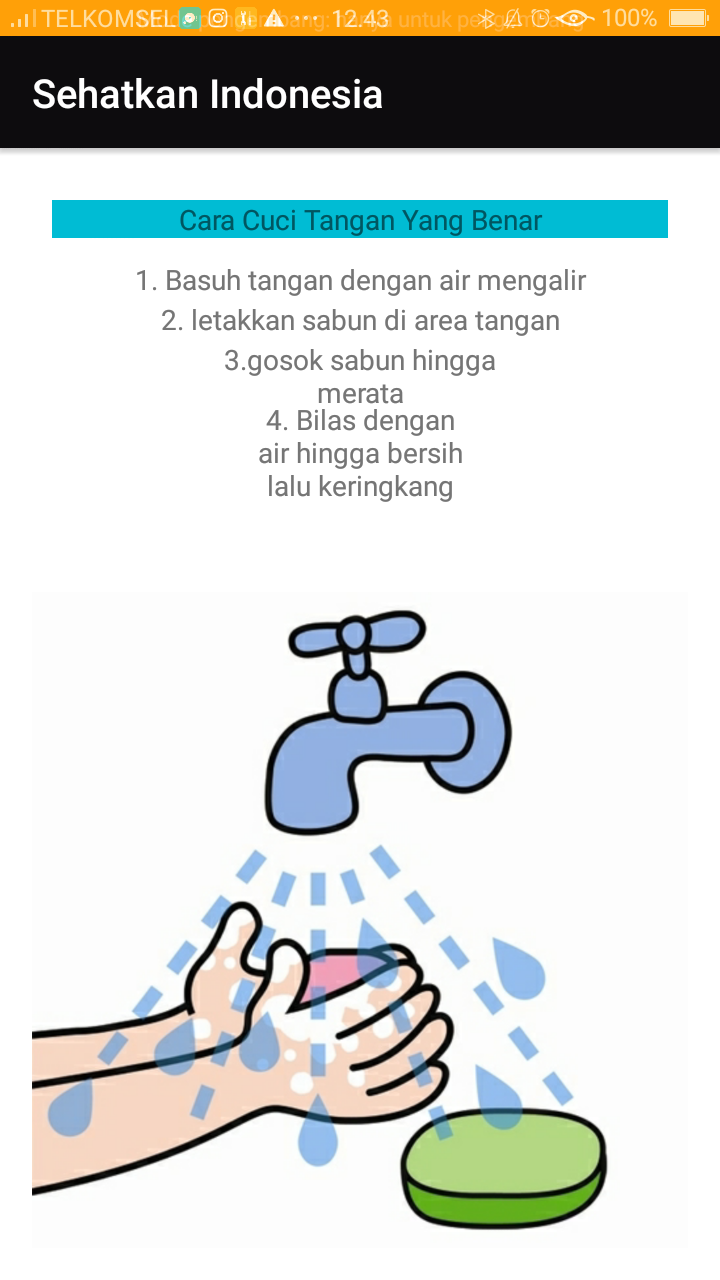 TELKOMSEL 12.43 100%
Sehatkan Indonesia
Cara Cuci Tangan Yang Benar
1. Basuh tangan dengan air mengalir
2. letakkan sabun di area tangan
3.gosok sabun hingga
merata
4. Bilas dengan
air hingga bersih
lalu keringkang